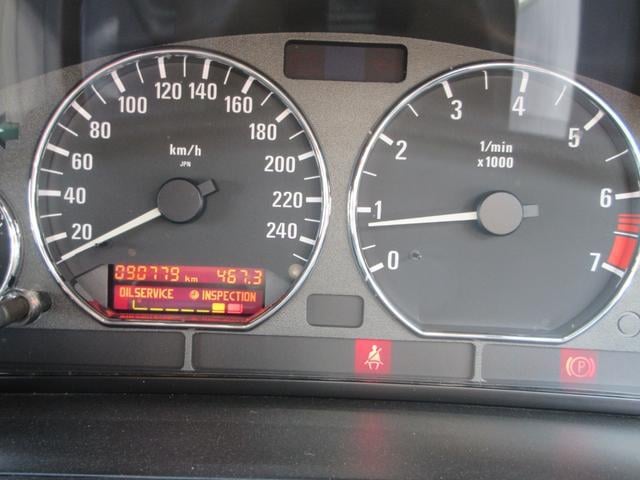 20 40 60 80 100 120 140 160 180 200 220 240
km/h
JPN
090779 km 467.3
OILSERVICE INSPECTION
0 1 2 3 4 5 6 7
1/min
x 1000
P